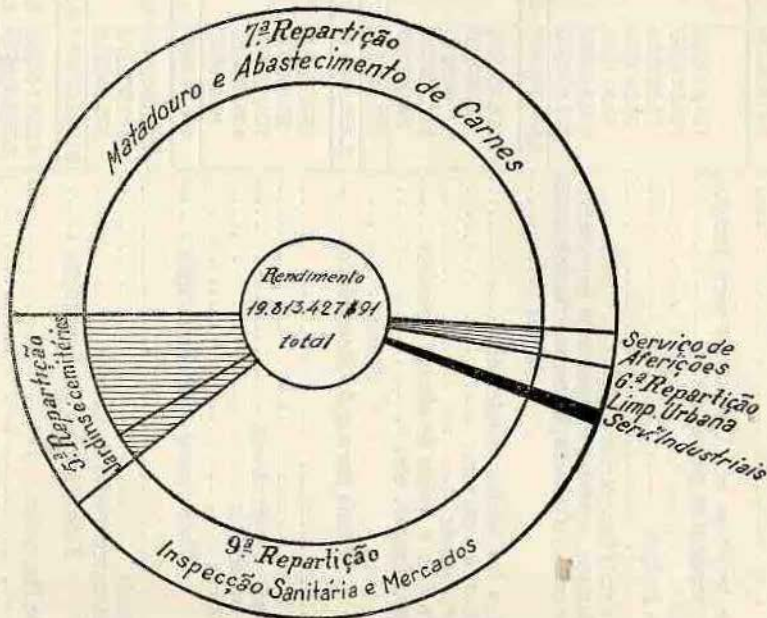 7.ª Repartição
Matadouro e Abastecimento de Carnes
Rendimento
19.813.427$91
total
5.ª Repartição
Jardins e cemitérios
Serviço de
Aferições
6.ª Repartição
Limp. Urbana
Serv.os Industriais
9.ª Repartição
Inspecção Sanitária e Mercados